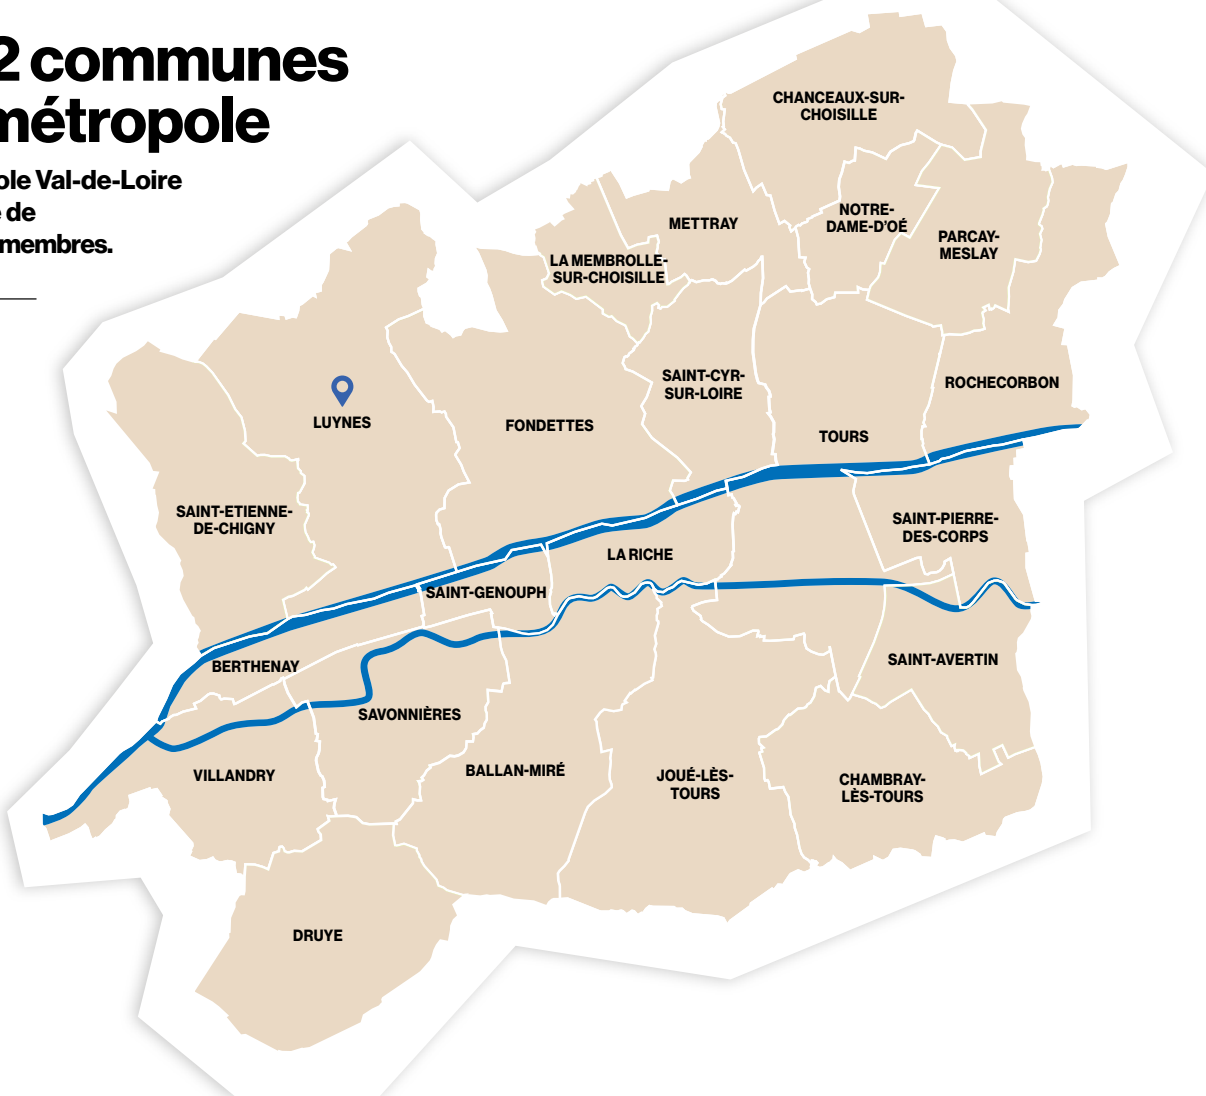 2 communes
métropole
ole Val-de-Loire
de
membres.
CHANCEAUX-SUR-
CHOISILLE
METTRAY
NOTRE-
DAME-D'OÉ
PARCAY-
MESLAY
LA MEMBROLLE-
SUR-CHOISILLE
SAINT-CYR-
SUR-LOIRE
ROCHECORBON
LUYNES
FONDETTES
TOURS
SAINT-ETIENNE-
DE-CHIGNY
SAINT-PIERRE-
DES-CORPS
LA RICHE
SAINT-GENOUPH
BERTHENAY
SAINT-AVERTIN
SAVONNIÈRES
VILLANDRY
BALLAN-MIRÉ
JOUÉ-LÈS-
TOURS
CHAMBRAY-
LÈS-TOURS
DRUYE